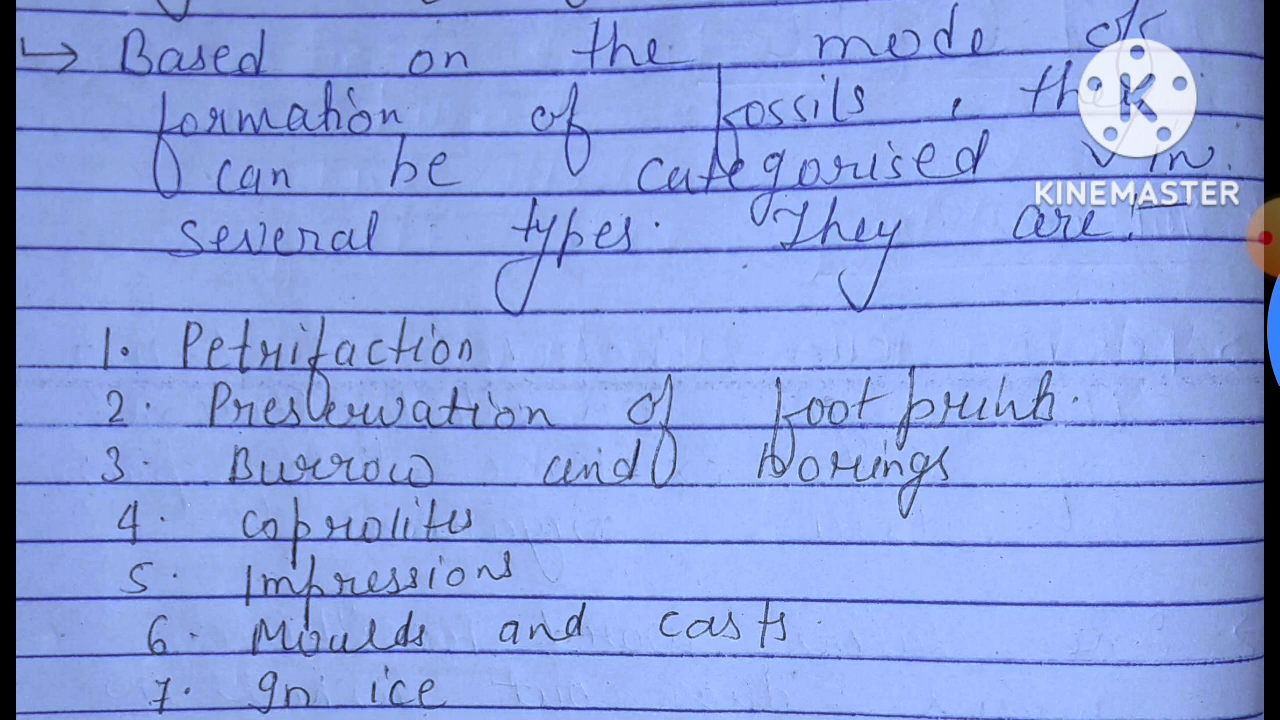 ↳ Based on the mode of
formation of fossils, they
can be categorised in
several types. They are:-
1. Petrifaction
2. Preservation of footprints.
3. Burrow and Borings
4. Coprolites
5. Impressions
6. Moulds and casts.
7. In ice
K
KINEMASTER